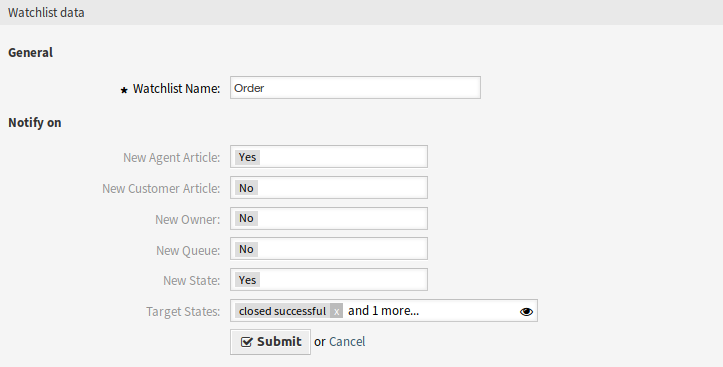 Watchlist data
General
★ Watchlist Name: Order
Notify on
New Agent Article: Yes
New Customer Article: No
New Owner: No
New Queue: No
New State: Yes
Target States: closed successful x and 1 more...
Submit or Cancel